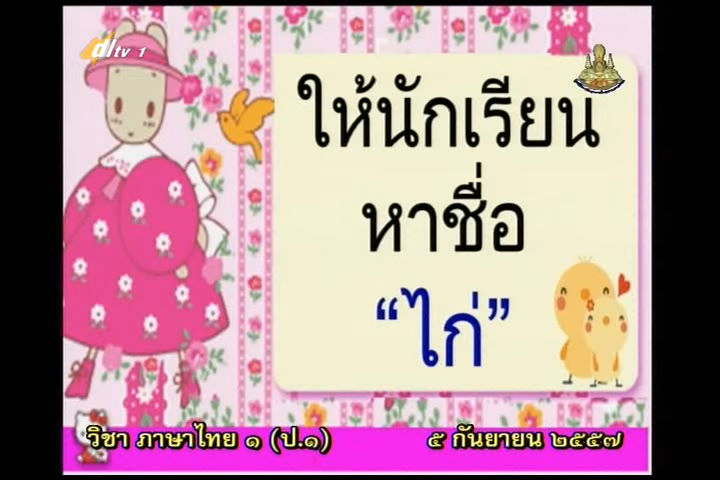 dltv 1
ให้นักเรียน
หาชื่อ
“ไก่”
วิชา ภาษาไทย ๑ (ป.๑) ๕ กันยายน ๒๕๕๗